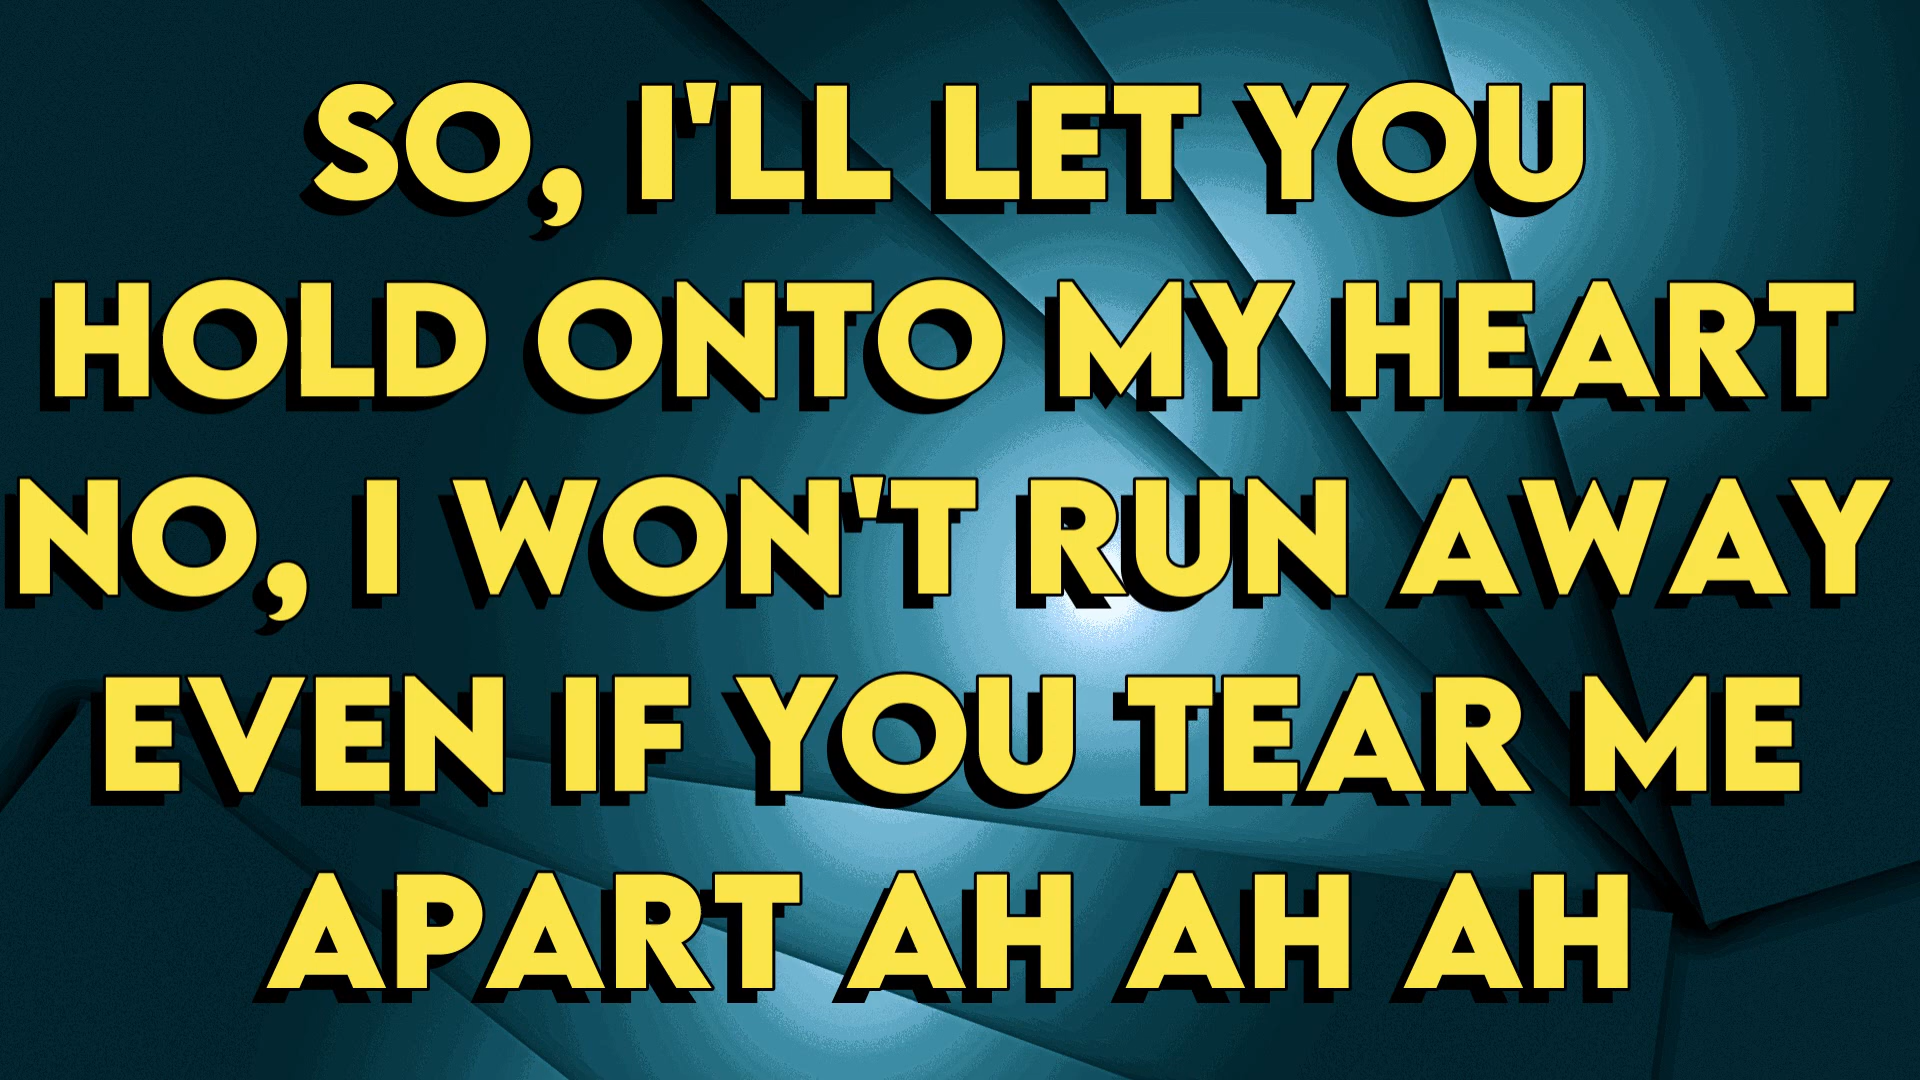 SO, I'LL LET YOU
HOLD ONTO MY HEART
NO, I WON'T RUN AWAY
EVEN IF YOU TEAR ME
APART AH AH AH